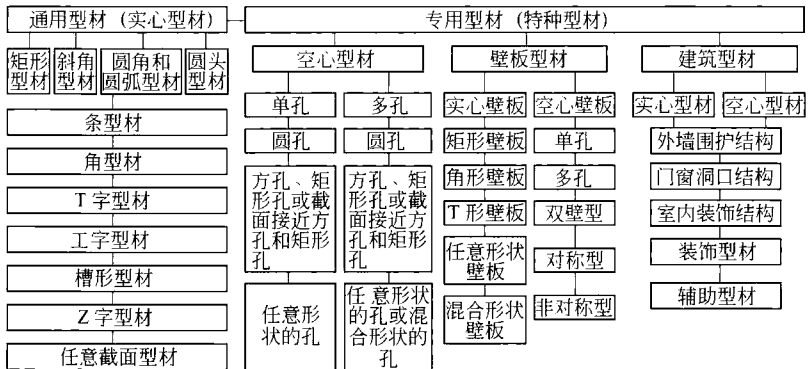 通用型材（实心型材）
专用型材（特种型材）
矩形
型材
斜角
型材
圆角和
圆弧型材
圆头
型材
条型材
角型材
T字型材
工字型材
槽形型材
Z字型材
任意截面型材
空心型材
单孔
圆孔
方孔、矩
形孔或截
面接近方
孔和矩形
孔
任意形
状的孔
多孔
圆孔
方孔、矩
形孔或截
面接近方
孔和矩形
孔
任意形状
的孔或混
合形状的
孔
壁板型材
实心壁板
矩形壁板
角形壁板
T形壁板
任意形状
壁板
混合形状
壁板
空心壁板
单孔
多孔
双壁型
对称型
非对称型
建筑型材
实心型材
空心型材
外墙围护结构
门窗洞口结构
室内装饰结构
装饰型材
辅助型材